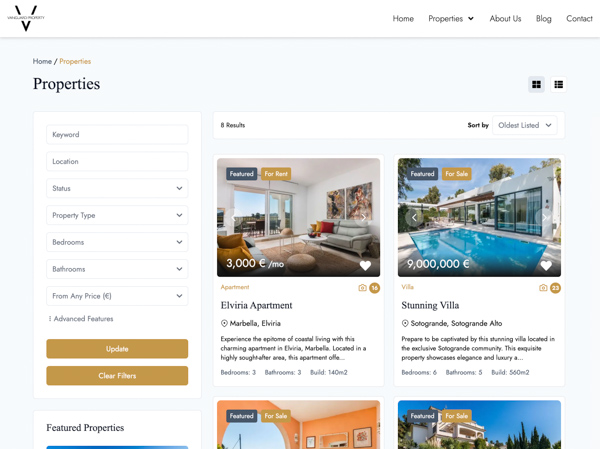 VANGUARD PROPERTY
Home Properties About Us Blog Contact
Home / Properties
Properties
Keyword
Location
Status
Property Type
Bedrooms
Bathrooms
From Any Price (€)
Advanced Features
Update
Clear Filters
Featured Properties
8 Results
Sort by Oldest Listed
Featured For Rent
3,000 € /mo
Apartment 16
Elviria Apartment
Marbella, Elviria
Experience the epitome of coastal living with this
charming apartment in Elviria, Marbella. Located in a
highly sought-after area, this apartment offe...
Bedrooms: 3 Bathrooms: 3 Build: 140m2
Featured For Sale
9,000,000 €
Villa 23
Stunning Villa
Sotogrande, Sotogrande Alto
Prepare to be captivated by this stunning villa located in
the exclusive Sotogrande community. This exquisite
property showcases elegance and luxury a...
Bedrooms: 6 Bathrooms: 5 Build: 560m2
Featured For Sale
Featured For Sale